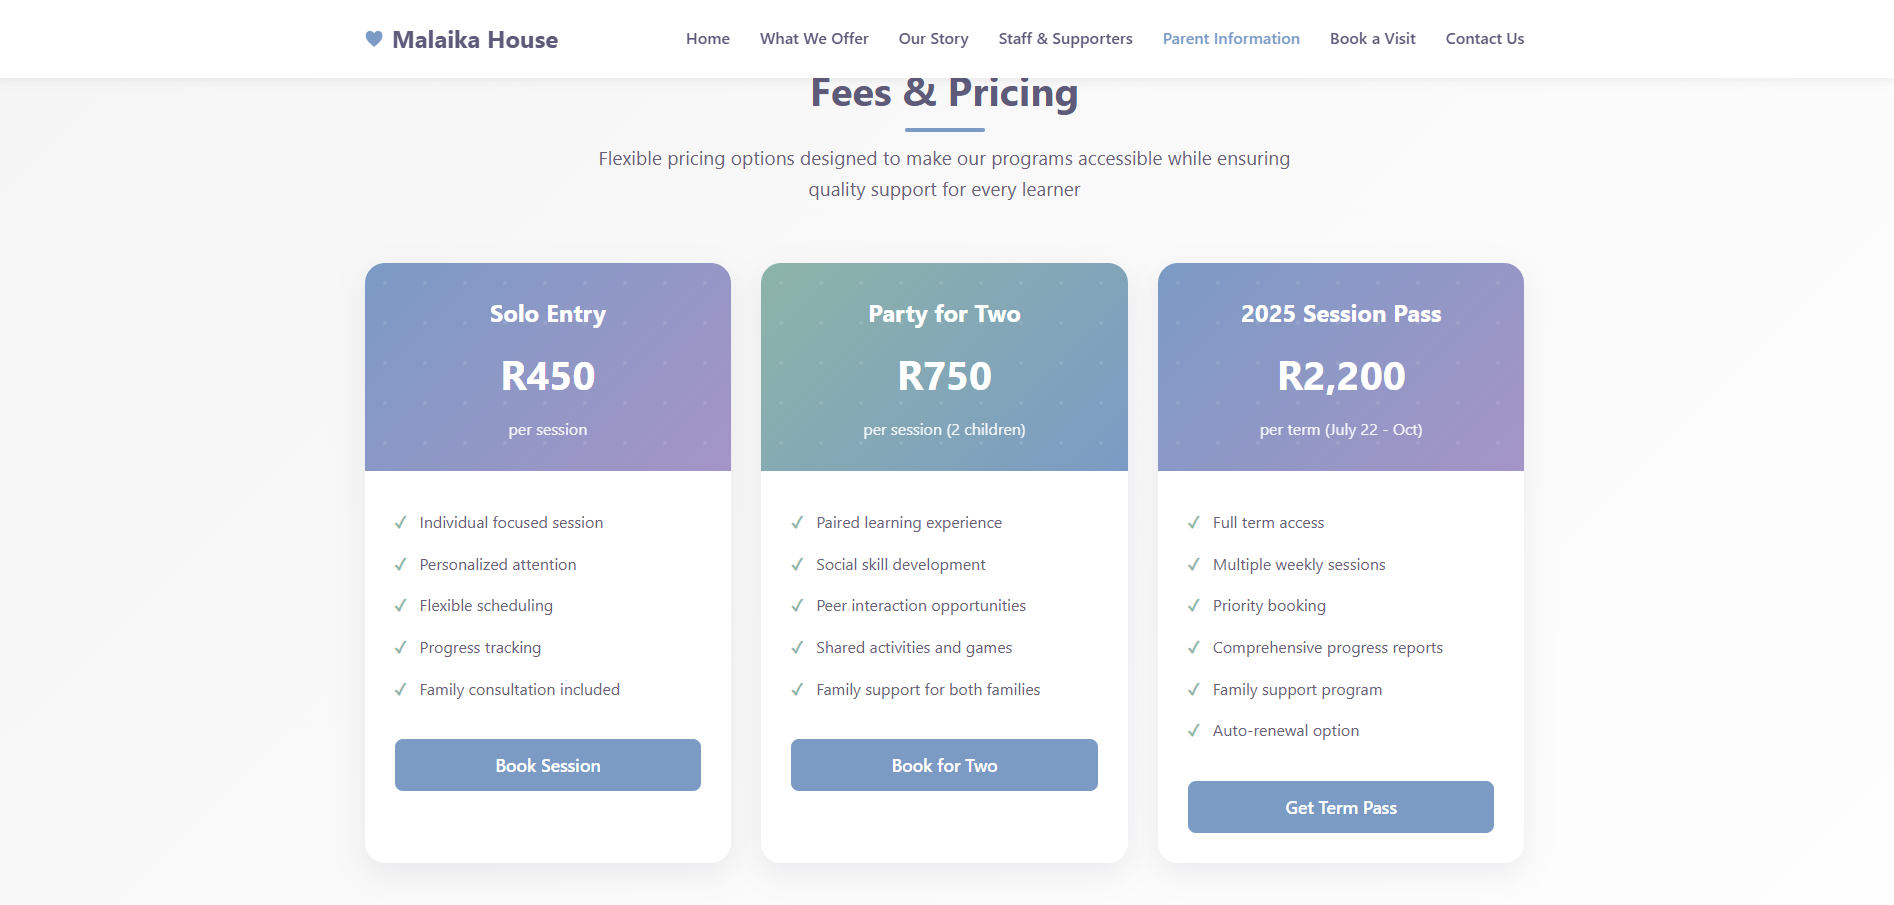 Malaika House
Home
What We Offer
Our Story
Staff & Supporters
Parent Information
Book a Visit
Contact Us
Fees & Pricing
Flexible pricing options designed to make our programs accessible while ensuring
quality support for every learner
Solo Entry
R450
per session
✓ Individual focused session
✓ Personalized attention
✓ Flexible scheduling
✓ Progress tracking
✓ Family consultation included
Book Session
Party for Two
R750
per session (2 children)
✓ Paired learning experience
✓ Social skill development
✓ Peer interaction opportunities
✓ Shared activities and games
✓ Family support for both families
Book for Two
2025 Session Pass
R2,200
per term (July 22 - Oct)
✓ Full term access
✓ Multiple weekly sessions
✓ Priority booking
✓ Comprehensive progress reports
✓ Family support program
✓ Auto-renewal option
Get Term Pass